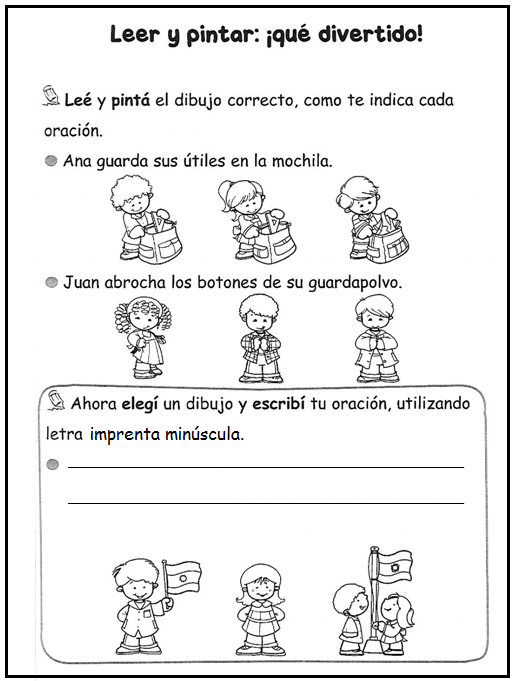 Leer y pintar: ¡qué divertido!
Leé y pintá el dibujo correcto, como te indica cada
oración.
Ana guarda sus útiles en la mochila.
Juan abrocha los botones de su guardapolvo.
Ahora elegí un dibujo y escribí tu oración, utilizando
letra imprenta minúscula.